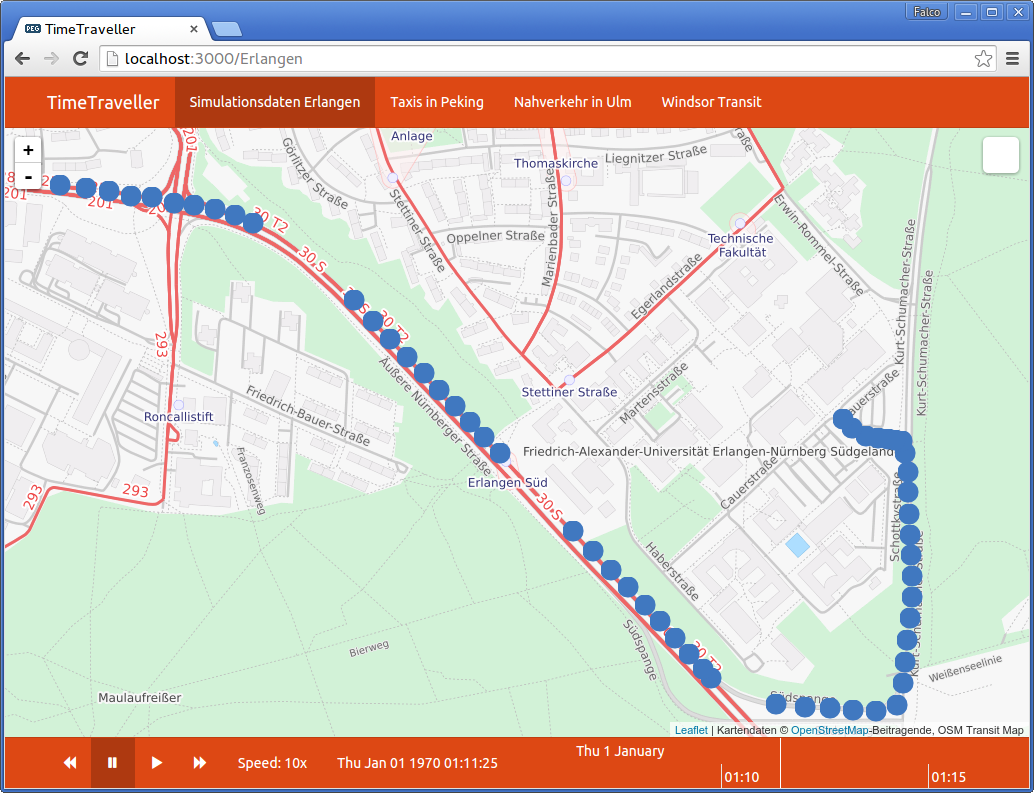 Falco
TimeTraveller
localhost:3000/Erlangen
TimeTraveller Simulationsdaten Erlangen Taxis in Peking Nahverkehr in Ulm Windsor Transit
+
-
Anlage
201
Görlitzer Straße
Thomaskirche
Liegnitzer Straße
201
201
30 T2
Stettiner Straße
Marienbader Straße
Erwin-Rommel-Straße
Oppelner Straße
Technische
Fakultät
30 S
Egerlandstraße
Kurt-Schumacher-Straße
Kurt-Schumacher-Straße
30 T2
293
Äußere Nürnberger Straße
Stettiner Straße
Martensstraße
Friedrich-Bauer-Straße
Roncallistift
Friedrich-Alexander-Universität Erlangen-Nürnberg Südgelände
Franzosenweg
Erlangen Süd
Cauerstraße
293
293
30 S
Schottkystraße
Haberstraße
Südspange
Bierweg
Weißenseelinie
Maulaufreißer
Südspange
Leaflet | Kartendaten © OpenStreetMap-Beitragende, OSM Transit Map
Speed: 10x Thu Jan 01 1970 01:11:25
Thu 1 January
01:10
01:15